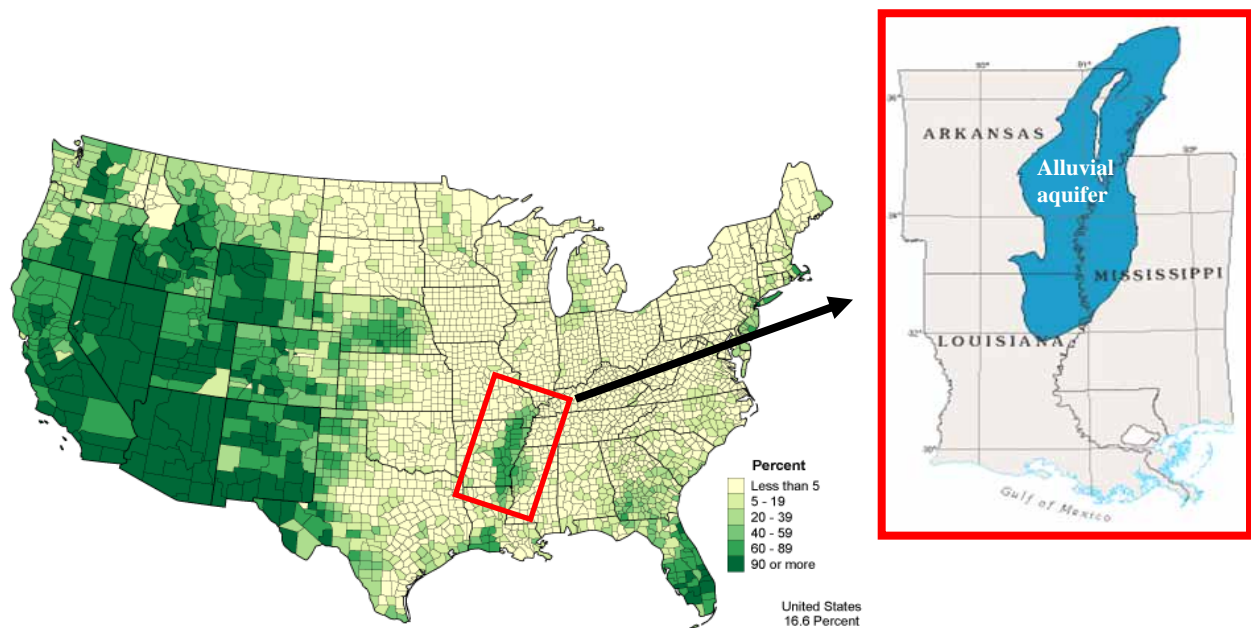 Percent
Less than 5
5 - 19
20 - 39
40 - 59
60 - 89
90 or more
United States
16.6 Percent
ARKANSAS
Alluvial
aquifer
MISSISSIPPI
LOUISIANA
Gulf of Mexico